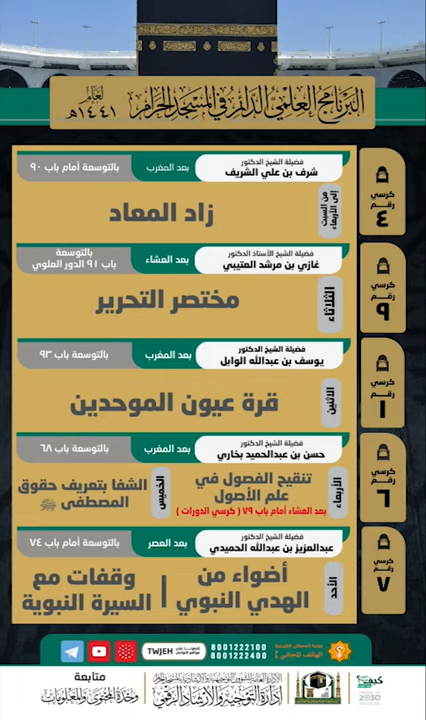 البرنامج العلمي الدائم في المسجد الحرام
لعام ١٤٤١هـ
كرسي رقم ٤
فضيلة الشيخ الدكتور
شرف بن علي الشريف
بعد المغرب
بالتوسعة أمام باب ٩٠
من السبت إلى الأربعاء
زاد المعاد
كرسي رقم ٩
فضيلة الشيخ الأستاذ الدكتور
غازي بن مرشد العتيبي
بعد العشاء
بالتوسعة
باب ٩١ الدور العلوي
الثلاثاء
مختصر التحرير
كرسي رقم ١
فضيلة الشيخ الدكتور
يوسف بن عبدالله الوابل
بعد المغرب
بالتوسعة باب ٩٣
الاثنين
قرة عيون الموحدين
كرسي رقم ٦
فضيلة الشيخ الدكتور
حسن بن عبدالحميد بخاري
بعد المغرب
بالتوسعة باب ٦٨
الأربعاء
تنقيح الفصول في
علم الأصول
بعد العشاء أمام باب ٧٩ ( كرسي الدورات )
الخميس
الشفا بتعريف حقوق
المصطفى ﷺ
كرسي رقم ٧
فضيلة الشيخ الدكتور
عبدالعزيز بن عبدالله الحميدي
بعد العصر
بالتوسعة أمام باب ٧٤
الأحد
أضواء من
الهدي النبوي
وقفات مع
السيرة النبوية
الهاتف المجاني
8001222100
8001222400
TWJEH
إدارة التوجيه والإرشاد الرقمي
متابعة
وحدة المحتوى والمعلومات
2030